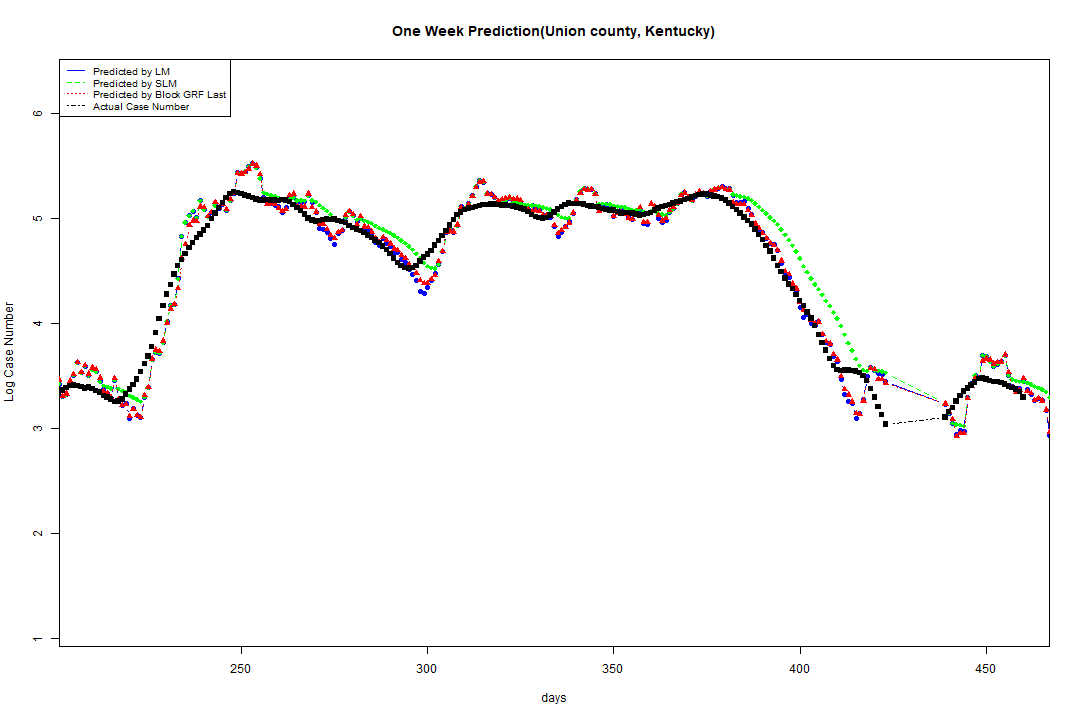 One Week Prediction(Union county, Kentucky)
Predicted by LM
Predicted by SLM
Predicted by Block GRF Last
Actual Case Number
6
5
4
3
2
1
Log Case Number
250 300 350 400 450
days